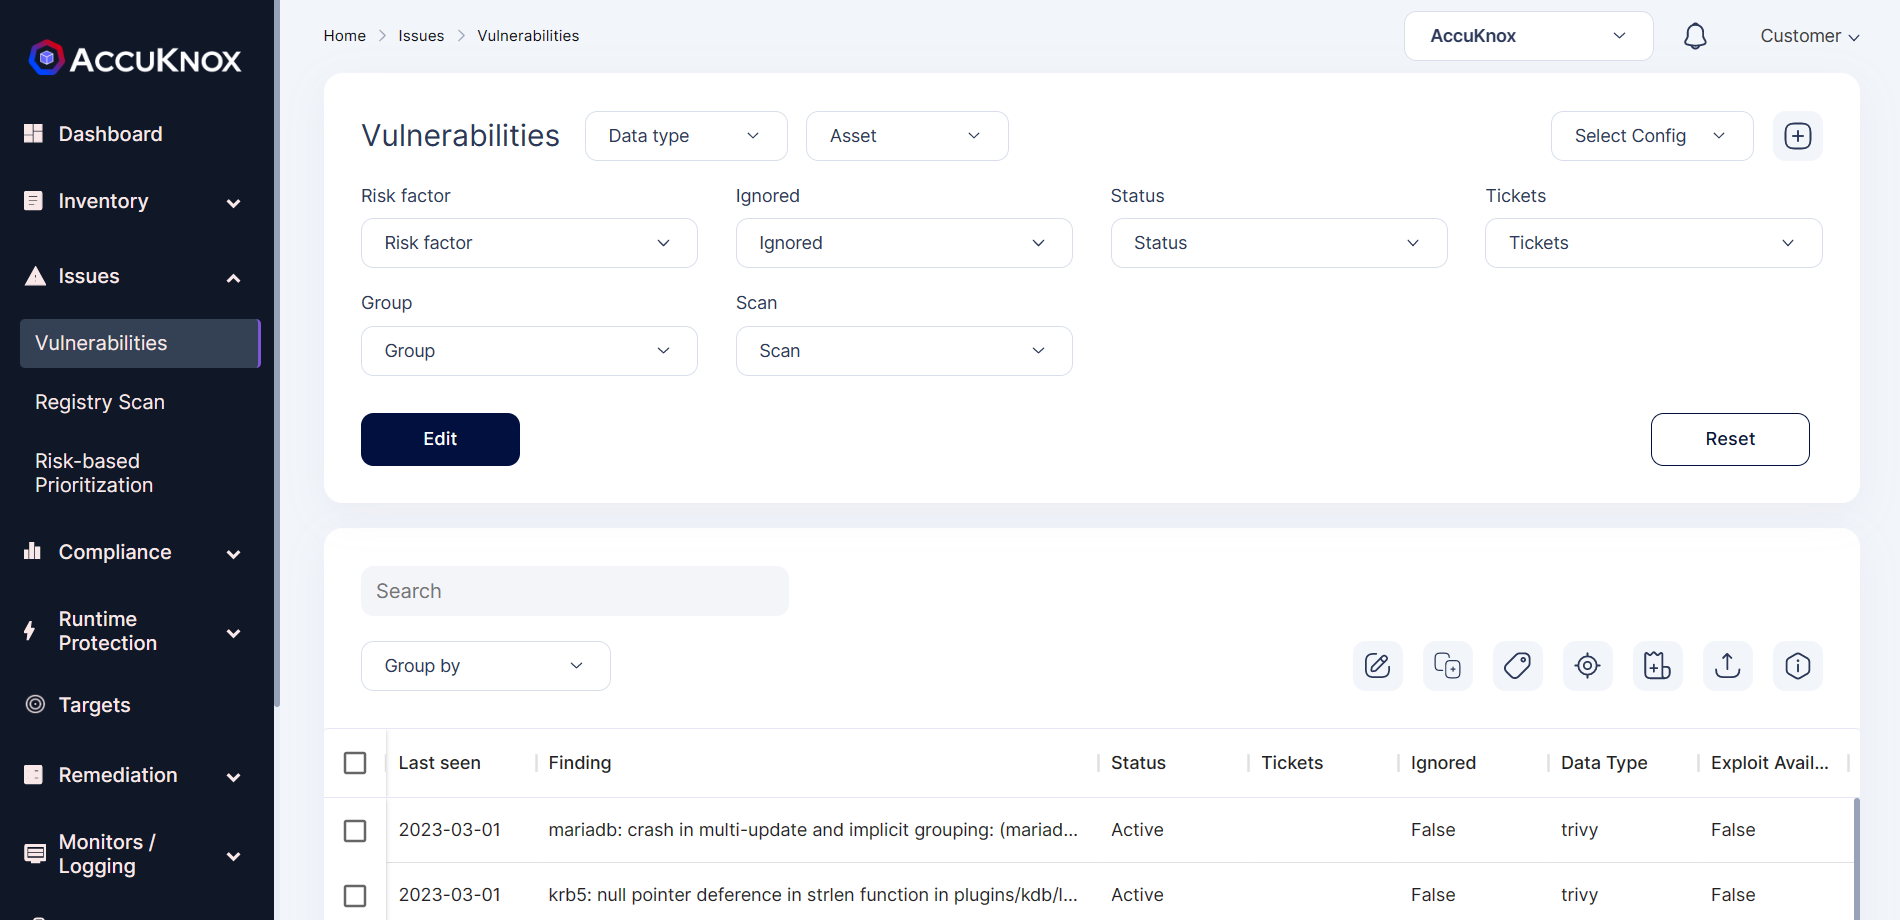 ACCUKNOX
Dashboard
Inventory
Issues
Vulnerabilities
Registry Scan
Risk-based
Prioritization
Compliance
Runtime
Protection
Targets
Remediation
Monitors /
Logging
Home > Issues > Vulnerabilities
AccuKnox
Customer
Vulnerabilities
Data type
Asset
Select Config
Risk factor
Ignored
Status
Tickets
Risk factor
Ignored
Status
Tickets
Group
Scan
Group
Scan
Edit
Reset
Search
Group by
Last seen
Finding
Status
Tickets
Ignored
Data Type
Exploit Avail...
2023-03-01
mariadb: crash in multi-update and implicit grouping: (mariad...
Active
False
trivy
False
2023-03-01
krb5: null pointer deference in strlen function in plugins/kdb/l...
Active
False
trivy
False